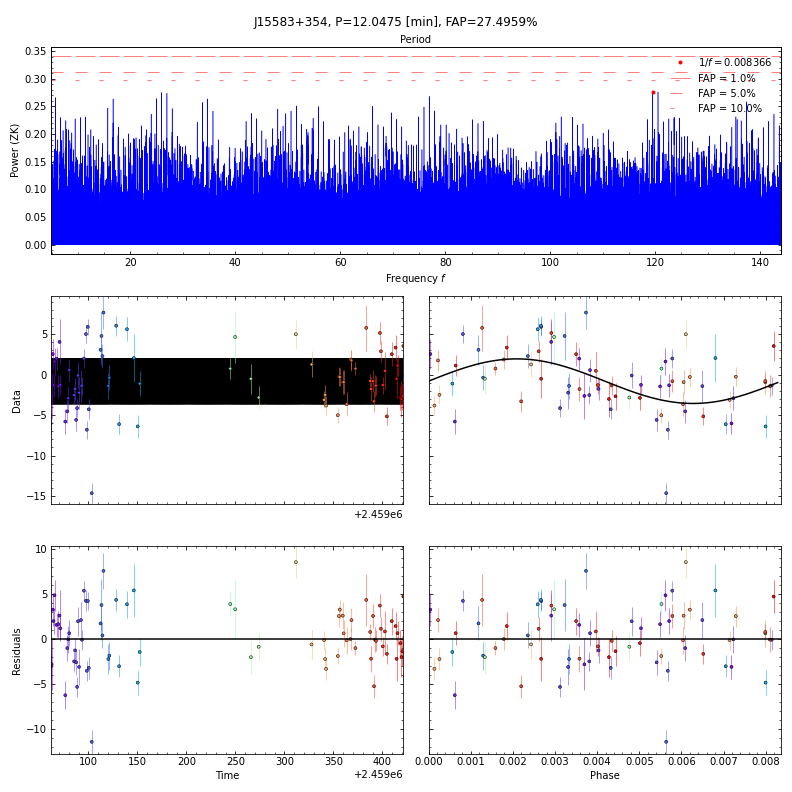 J15583+354, P=12.0475 [min], FAP=27.4959%
Period
0.35
0.30
0.25
0.20
0.15
0.10
0.05
0.00
Power (ZK)
1/f = 0.008366
FAP = 1.0%
FAP = 5.0%
FAP = 10.0%
20 40 60 80 100 120 140
Frequency f
5
0
−5
−10
−15
Data
+2.459e6
10
5
0
−5
−10
Residuals
100 150 200 250 300 350 400
+2.459e6
Time
0.000 0.001 0.002 0.003 0.004 0.005 0.006 0.007 0.008
Phase